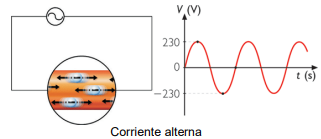 V (V)
230
0
t (s)
−230
Corriente alterna